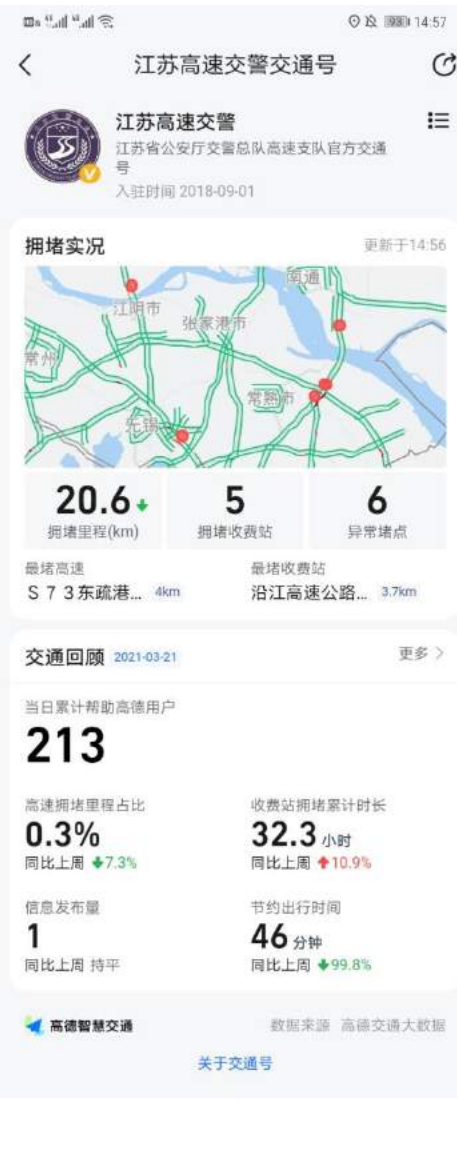 14:57
江苏高速交警交通号
江苏高速交警
江苏省公安厅交警总队高速支队官方交通
号
入驻时间 2018-09-01
拥堵实况 更新于14:56
南通
江阴市
张家港市
常州
常熟市
无锡
20.6 5 6
拥堵里程(km) 拥堵收费站 异常堵点
最堵高速 最堵收费站
S73东疏港... 4km 沿江高速公路... 3.7km
交通回顾 2021-03-21 更多
当日累计帮助高德用户
213
高速拥堵里程占比 收费站拥堵累计时长
0.3% 32.3 小时
同比上周 7.3% 同比上周 10.9%
信息发布量 节约出行时间
1 46 分钟
同比上周 持平 同比上周 99.8%
高德智慧交通 数据来源 高德交通大数据
关于交通号